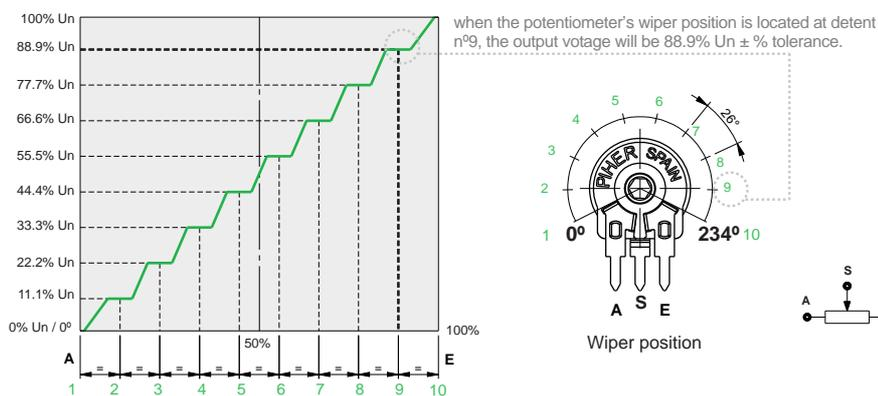 100% Un
88.9% Un
77.7% Un
66.6% Un
55.5% Un
44.4% Un
33.3% Un
22.2% Un
11.1% Un
0% Un / 0º
50%
100%
A
E
= = = = = = = = =
1 2 3 4 5 6 7 8 9 10
when the potentiometer's wiper position is located at detent
nº9, the output votage will be 88.9% Un ± % tolerance.
26°
1 2 3 4 5 6 7 8 9 10
PIHER SPAIN
0º
234º
A S E
Wiper position
S
A